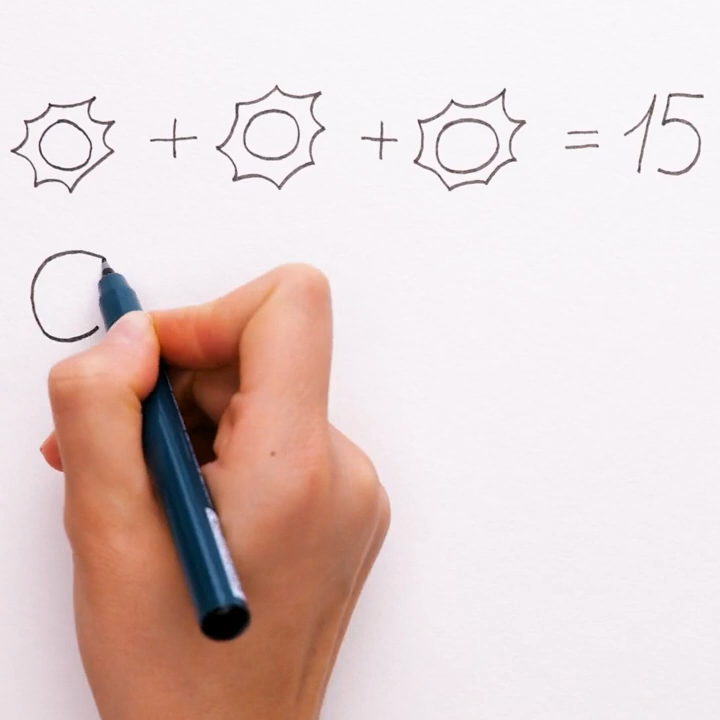 + + = 15